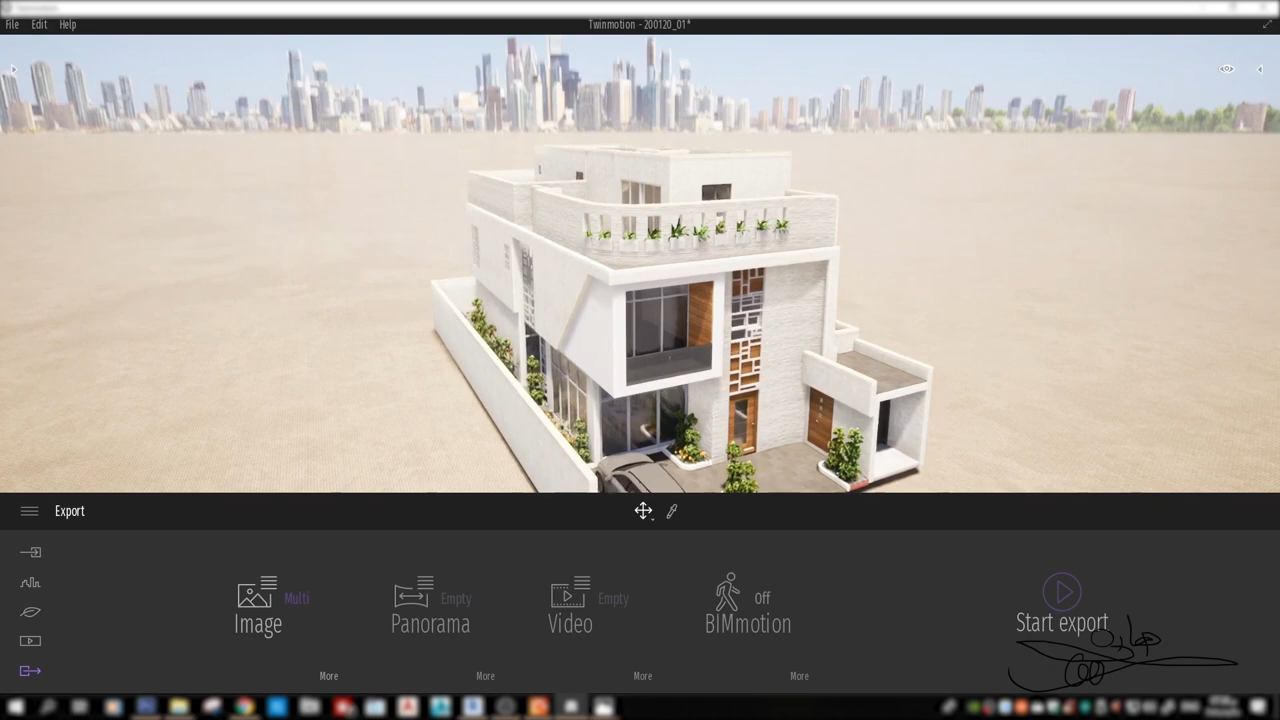 File Edit Help
Twinmotion - 200120_01*
Export
Multi
Image
More
Empty
Panorama
More
Empty
Video
More
Off
BIMmotion
More
Start export